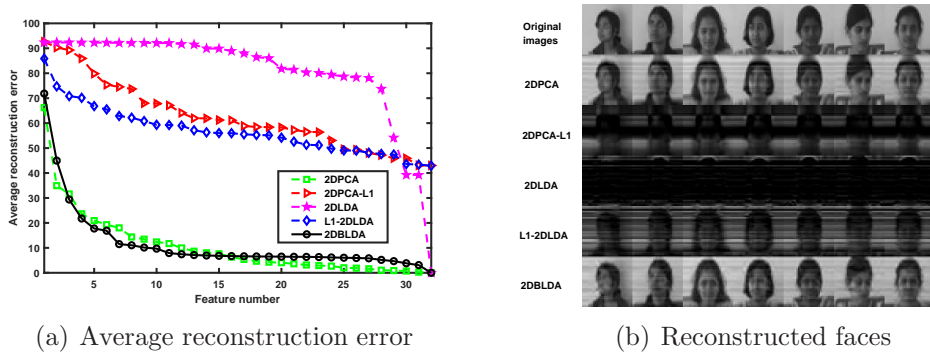 Average reconstruction error
100
90
80
70
60
50
40
30
20
10
0
5
10
15
20
25
30
Feature number
2DPCA
2DPCA-L1
2DLDA
L1-2DLDA
2DBLDA
(a) Average reconstruction error
Original
images
2DPCA
2DPCA-L1
2DLDA
L1-2DLDA
2DBLDA
(b) Reconstructed faces